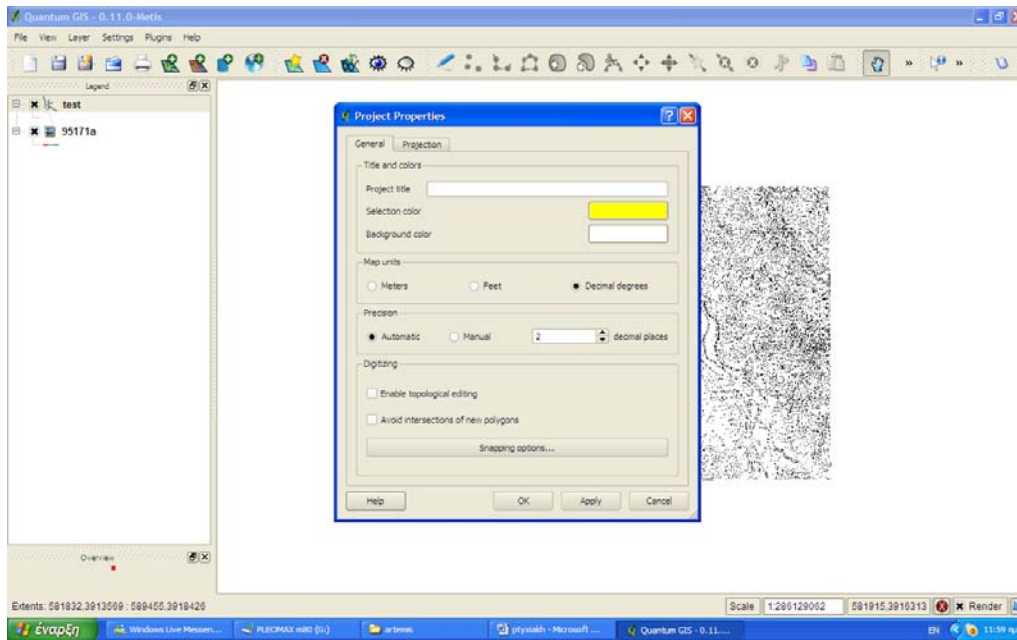 Quantum GIS - 0.11.0-Metis
File View Layer Settings Plugins Help
Legend
test
95171a
Project Properties
General Projection
Title and colors
Project title
Selection color
Background color
Map units
Meters Feet Decimal degrees
Precision
Automatic Manual 2 decimal places
Digitizing
Enable topological editing
Avoid intersections of new polygons
Snapping options...
Help OK Apply Cancel
Overview
Extents: 581832,3913569 : 589455,3918426 Scale 1:286129062 581915,3916313 Render
έναρξη Windows Live Messen... PLEOMAX m80 (G:) artemis ptyxiakh - Microsoft ... Quantum GIS - 0.11.... EN 11:59